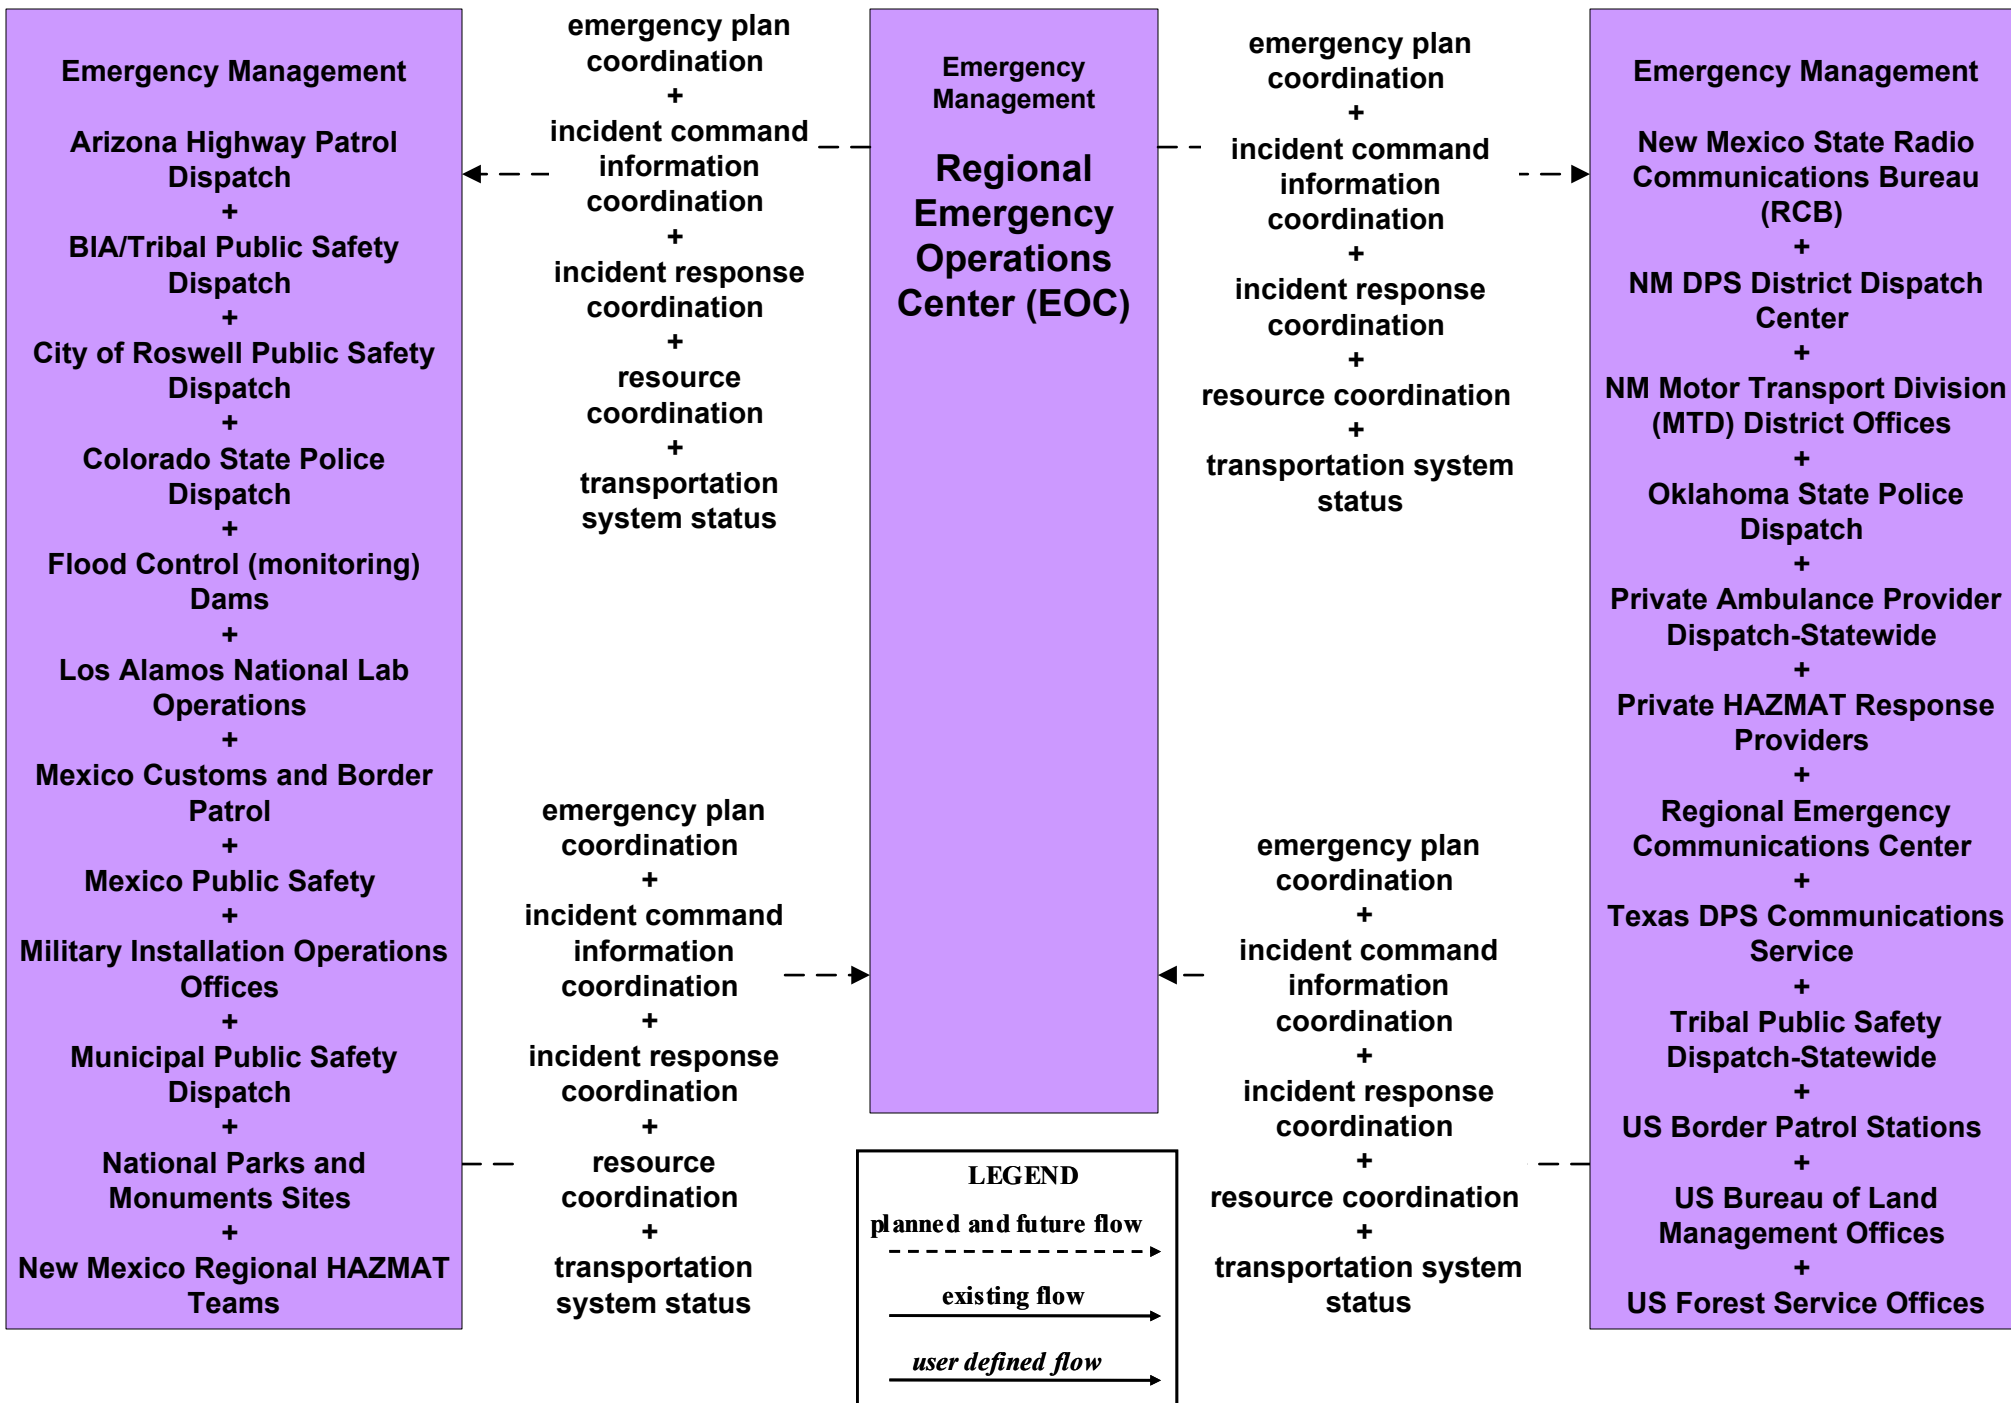 Emergency Management
Arizona Highway Patrol
Dispatch
+
BIA/Tribal Public Safety
Dispatch
+
City of Roswell Public Safety
Dispatch
+
Colorado State Police
Dispatch
+
Flood Control (monitoring)
Dams
+
Los Alamos National Lab
Operations
+
Mexico Customs and Border
Patrol
+
Mexico Public Safety
+
Military Installation Operations
Offices
+
Municipal Public Safety
Dispatch
+
National Parks and
Monuments Sites
+
New Mexico Regional HAZMAT
Teams
emergency plan
coordination
+
incident command
information
coordination
+
incident response
coordination
+
resource
coordination
+
transportation
system status
emergency plan
coordination
+
incident command
information
coordination
+
incident response
coordination
+
resource
coordination
+
transportation
system status
Emergency
Management
Regional
Emergency
Operations
Center (EOC)
LEGEND
planned and future flow
existing flow
user defined flow
emergency plan
coordination
+
incident command
information
coordination
+
incident response
coordination
+
resource coordination
+
transportation system
status
emergency plan
coordination
+
incident command
information
coordination
+
incident response
coordination
+
resource coordination
+
transportation system
status
Emergency Management
New Mexico State Radio
Communications Bureau
(RCB)
+
NM DPS District Dispatch
Center
+
NM Motor Transport Division
(MTD) District Offices
+
Oklahoma State Police
Dispatch
+
Private Ambulance Provider
Dispatch-Statewide
+
Private HAZMAT Response
Providers
+
Regional Emergency
Communications Center
+
Texas DPS Communications
Service
+
Tribal Public Safety
Dispatch-Statewide
+
US Border Patrol Stations
+
US Bureau of Land
Management Offices
+
US Forest Service Offices